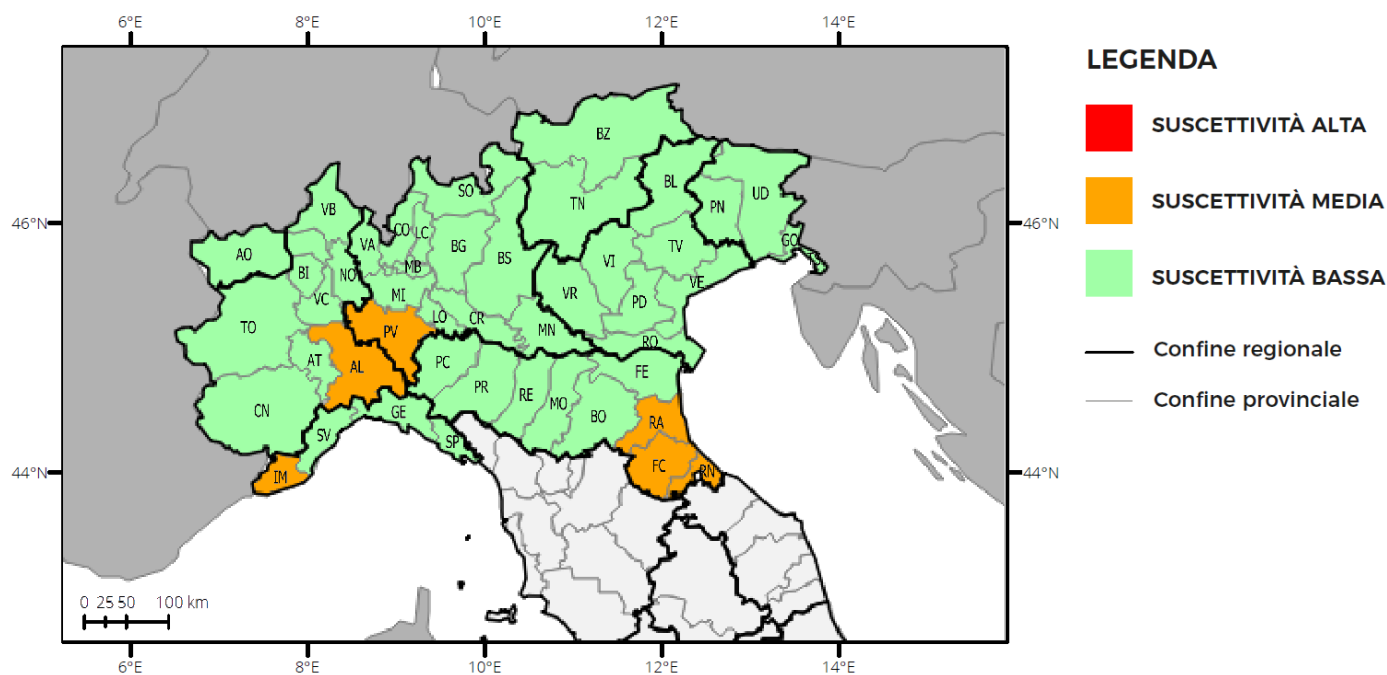 6°E 8°E 10°E 12°E 14°E
LEGENDA
SUSCETTIVITÀ ALTA
SUSCETTIVITÀ MEDIA
SUSCETTIVITÀ BASSA
Confine regionale
Confine provinciale
46°N 46°N
44°N 44°N
BZ
SO
BL
UD
TN
PN
VB
CO
LC
VA
GO
AO
BG
TV
BS
VI
MB
BI
NO
VE
VR
MI
PD
VC
LO
CR
TO
PV
MN
RO
AT
AL
PC
FE
PR
RE
MO
CN
GE
BO
RA
SV
SP
FC
RN
IM
0 25 50 100 km
6°E 8°E 10°E 12°E 14°E